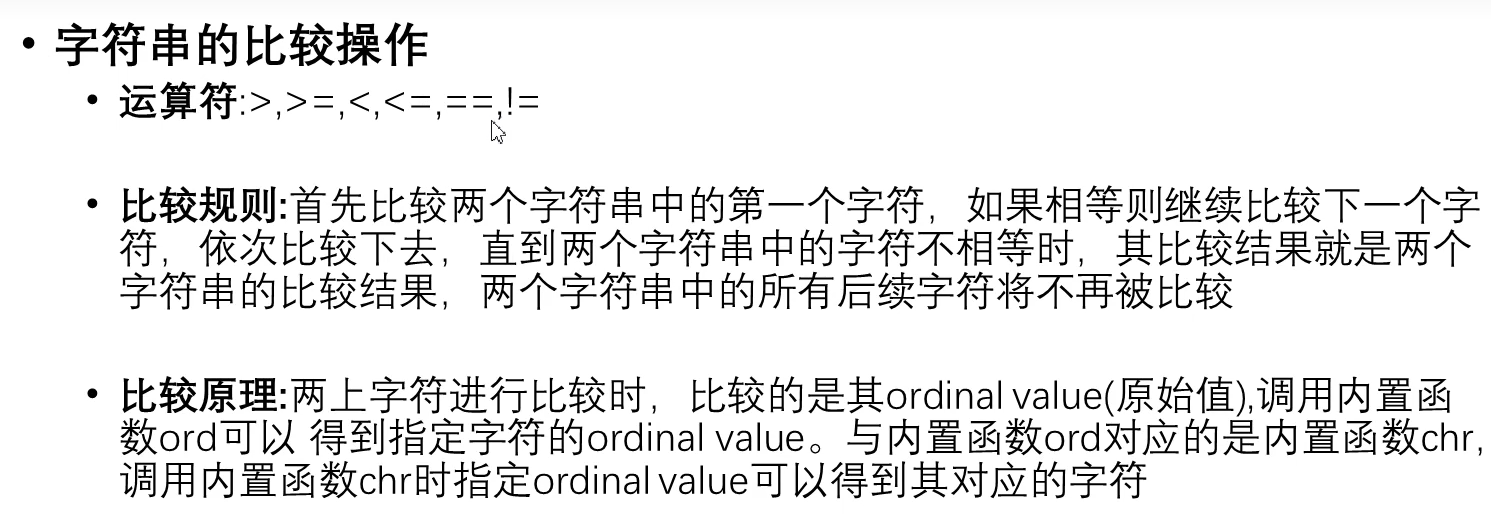 • 字符串的比较操作
• 运算符:>,>=,<,<=,==,!=
• 比较规则:首先比较两个字符串中的第一个字符，如果相等则继续比较下一个字
符，依次比较下去，直到两个字符串中的字符不相等时，其比较结果就是两个
字符串的比较结果，两个字符串中的所有后续字符将不再被比较
• 比较原理:两上字符进行比较时，比较的是其ordinal value(原始值),调用内置函
数ord可以 得到指定字符的ordinal value。与内置函数ord对应的是内置函数chr,
调用内置函数chr时指定ordinal value可以得到其对应的字符